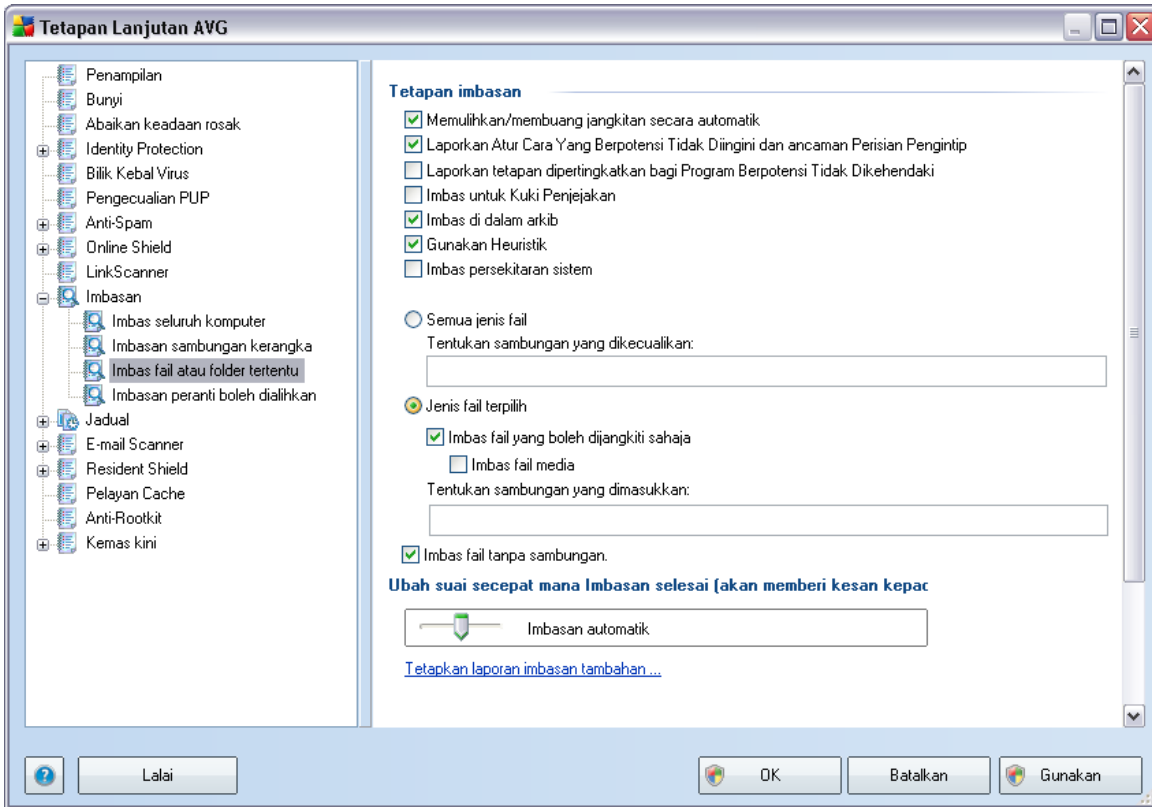 Tetapan Lanjutan AVG
Penampilan
Bunyi
Abaikan keadaan rosak
Identity Protection
Bilik Kebal Virus
Pengecualian PUP
Anti-Spam
Online Shield
LinkScanner
Imbasan
Imbas seluruh komputer
Imbasan sambungan kerangka
Imbas fail atau folder tertentu
Imbasan peranti boleh dialihkan
Jadual
E-mail Scanner
Resident Shield
Pelayan Cache
Anti-Rootkit
Kemas kini
Tetapan imbasan
Memulihkan/membuang jangkitan secara automatik
Laporkan Atur Cara Yang Berpotensi Tidak Diingini dan ancaman Perisian Pengintip
Laporkan tetapan dipertingkatkan bagi Program Berpotensi Tidak Dikehendaki
Imbas untuk Kuki Penjejakan
Imbas di dalam arkib
Gunakan Heuristik
Imbas persekitaran sistem
Semua jenis fail
Tentukan sambungan yang dikecualikan:
Jenis fail terpilih
Imbas fail yang boleh dijangkiti sahaja
Imbas fail media
Tentukan sambungan yang dimasukkan:
Imbas fail tanpa sambungan.
Ubah suai secepat mana Imbasan selesai (akan memberi kesan kepac
Imbasan automatik
Tetapkan laporan imbasan tambahan ...
Lalai
OK
Batalkan
Gunakan